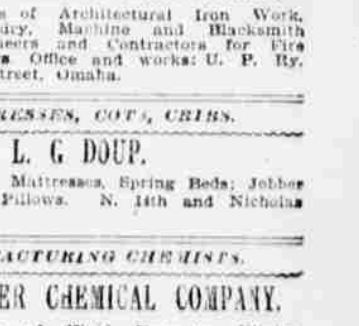 s of Architectural Iron Work,
dry, Machine and Blacksmith
neers and Contractors for Fire
s Office and works: U. P. Ry.
treet, Omaha.
RESSES, COTS, CRIBS.
L. G DOUP.
Mattresses, Spring Beds; Jobber
Pillows. N. 14th and Nicholas
ACTURING CHEMISTS.
ER CHEMICAL COMPANY.